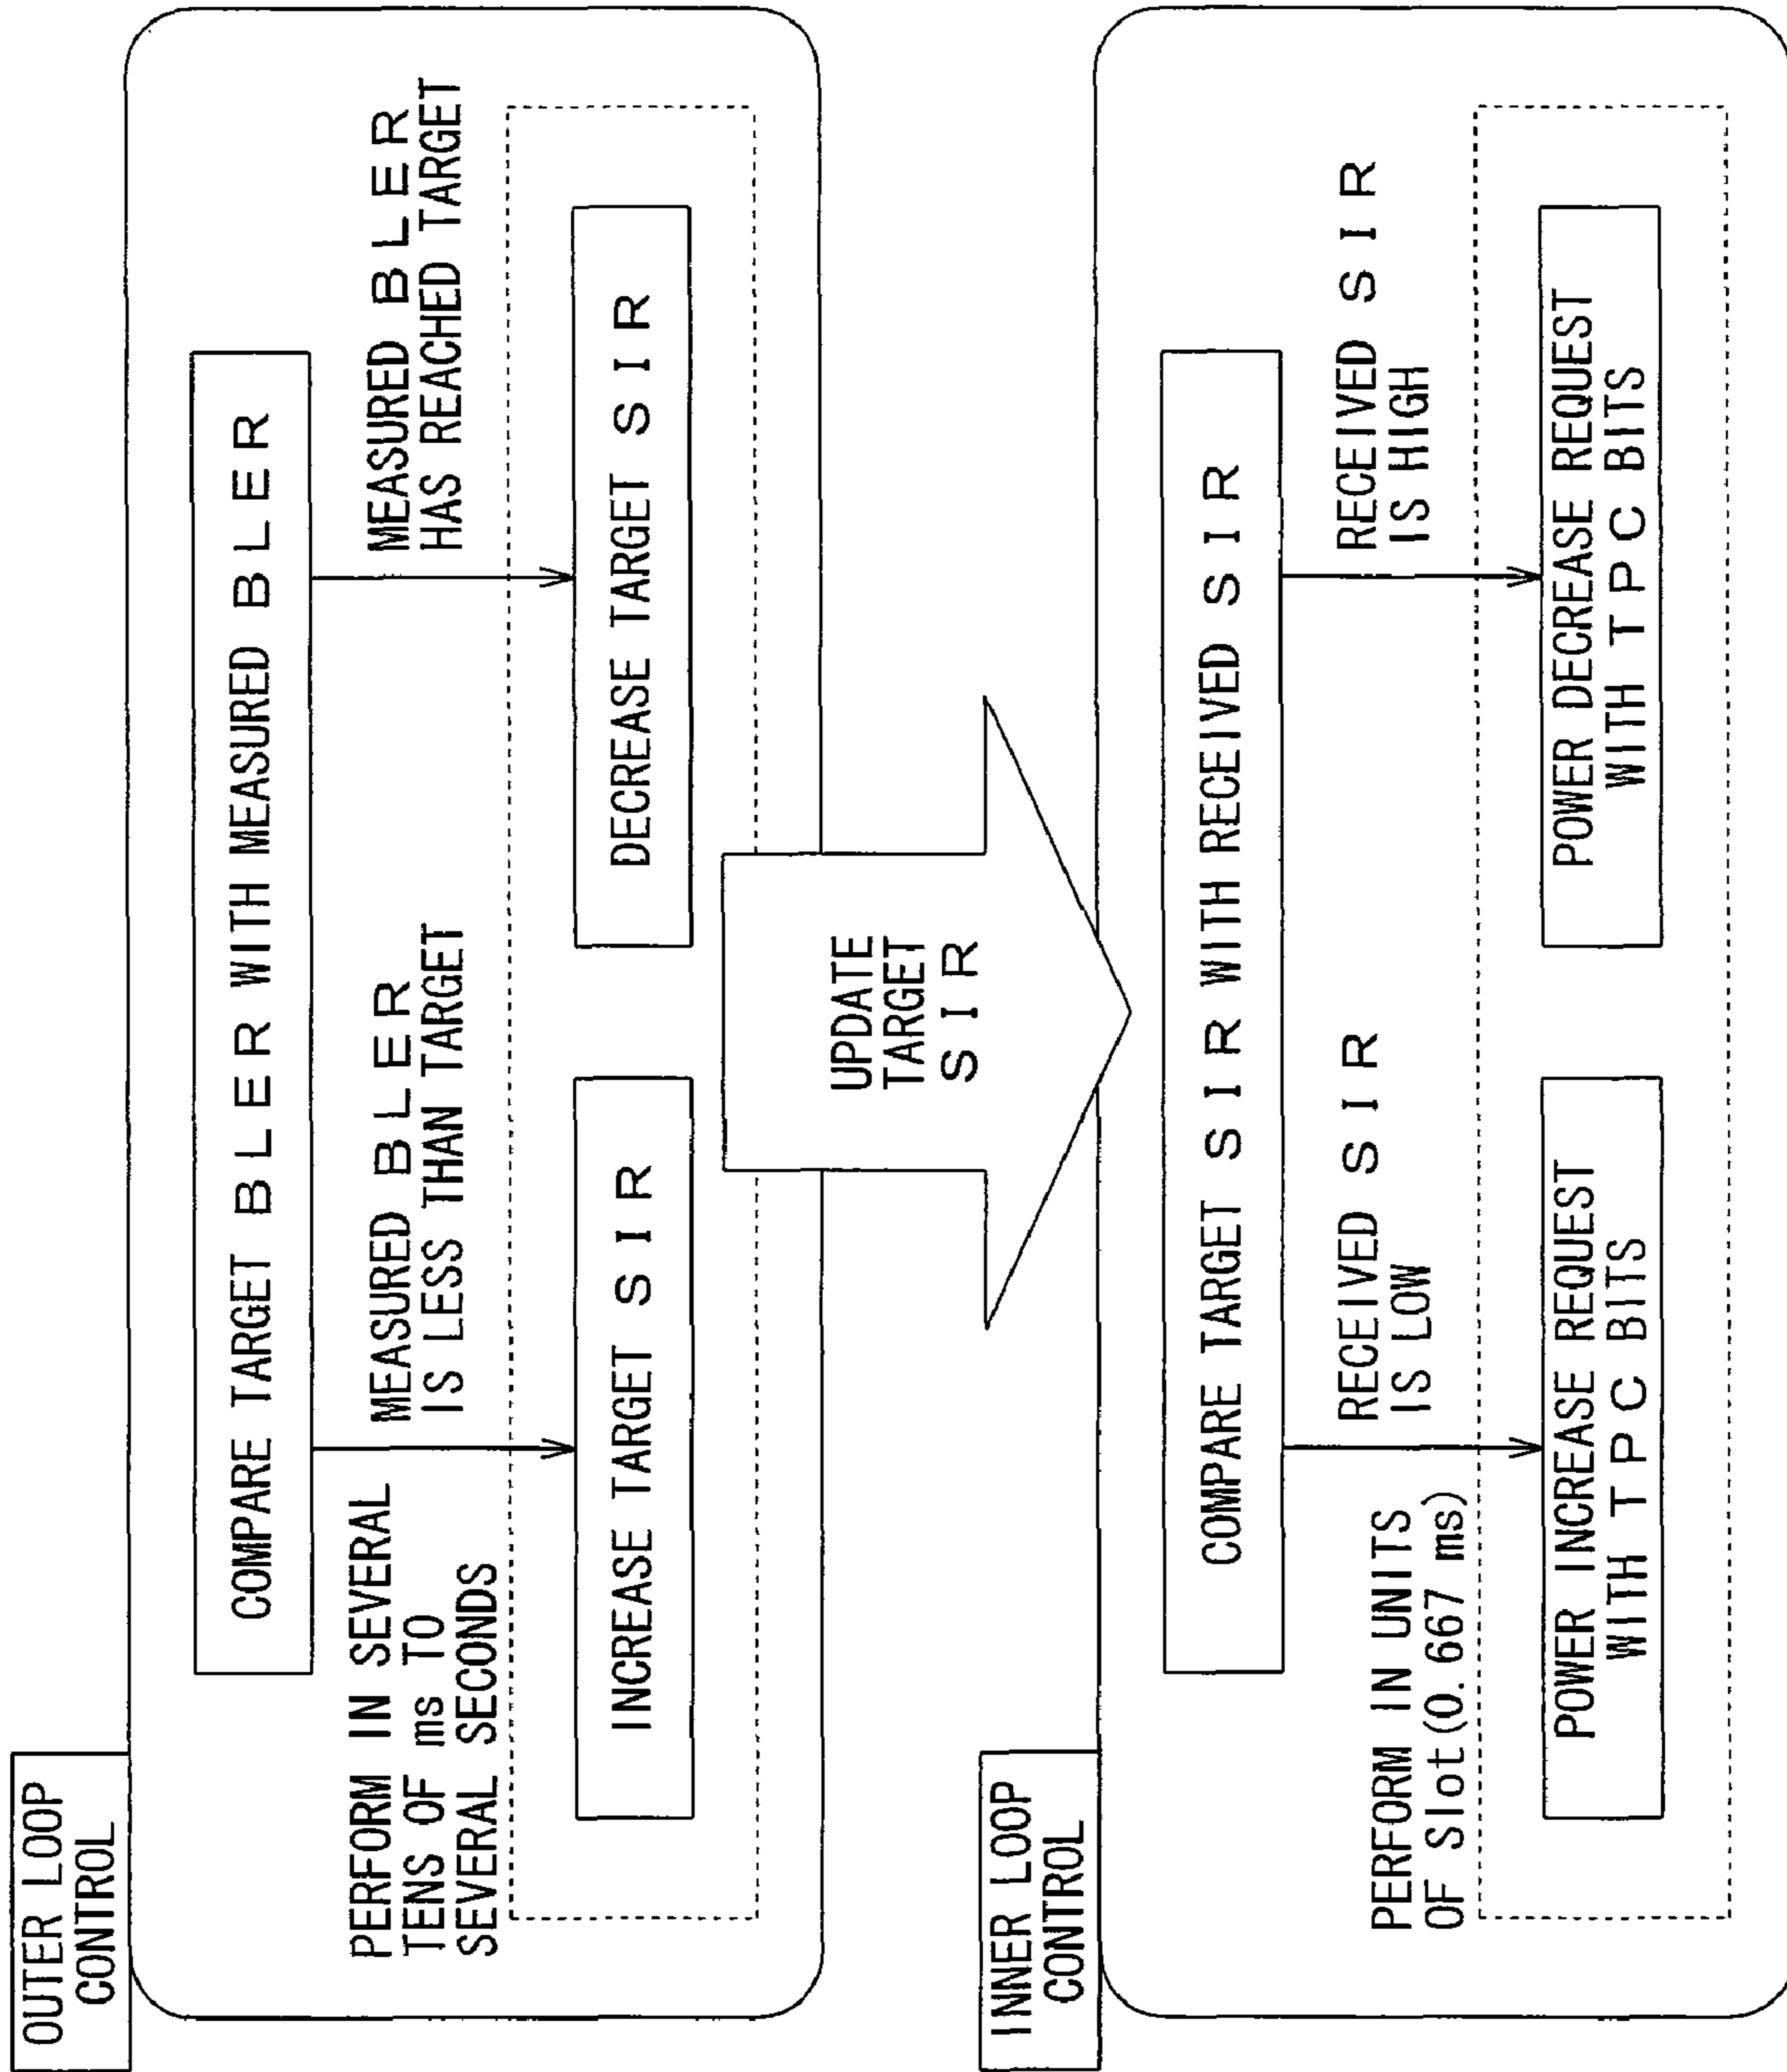 OUTER LOOP
CONTROL
COMPARE TARGET BLER WITH MEASURED BLER
PERFORM IN SEVERAL
TENS OF ms TO
SEVERAL SECONDS
MEASURED BLER
IS LESS THAN TARGET
MEASURED BLER
HAS REACHED TARGET
INCREASE TARGET SIR
DECREASE TARGET SIR
UPDATE
TARGET
SIR
INNER LOOP
CONTROL
COMPARE TARGET SIR WITH RECEIVED SIR
PERFORM IN UNITS
OF Slot(0.667 ms)
RECEIVED SIR
IS LOW
RECEIVED SIR
IS HIGH
POWER INCREASE REQUEST
WITH TPC BITS
POWER DECREASE REQUEST
WITH TPC BITS